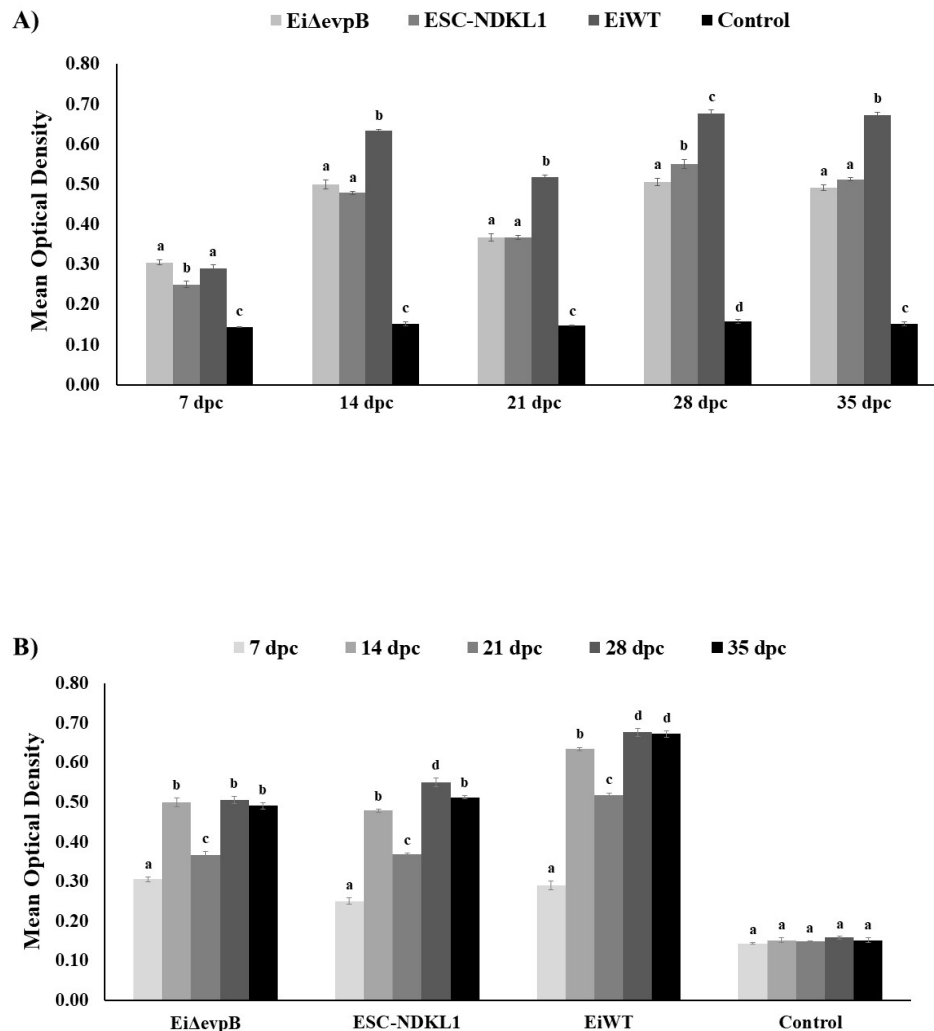 A)
EiΔevpB ESC-NDKL1 EiWT Control
Mean Optical Density
0.80
0.70
0.60
0.50
0.40
0.30
0.20
0.10
0.00
a b a c
a a b c
a a b c
a b c d
a a b c
7 dpc 14 dpc 21 dpc 28 dpc 35 dpc
B)
7 dpc 14 dpc 21 dpc 28 dpc 35 dpc
Mean Optical Density
0.80
0.70
0.60
0.50
0.40
0.30
0.20
0.10
0.00
a b c b b
a b c d b
a b c d d
a a a a a
EiΔevpB ESC-NDKL1 EiWT Control